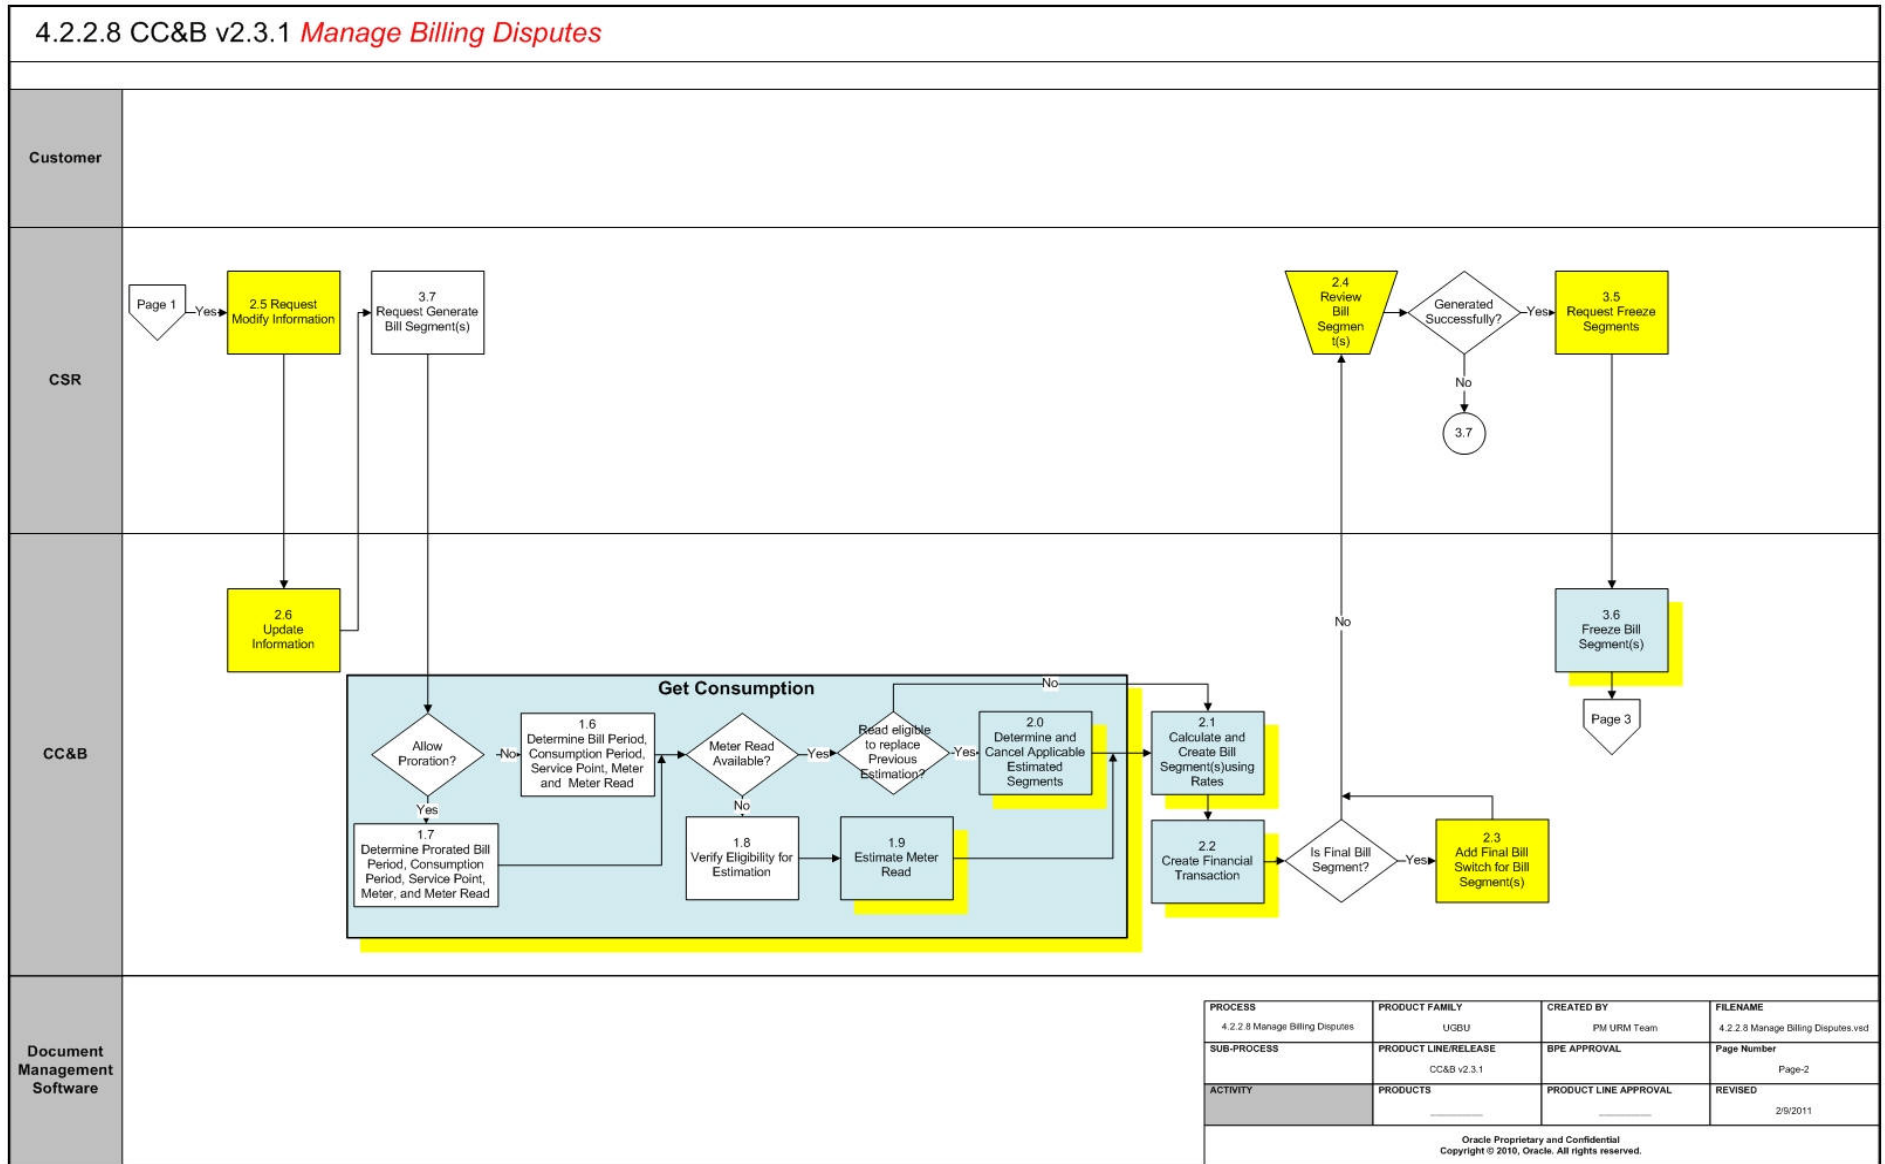 4.2.2.8 CC&B v2.3.1 Manage Billing Disputes
Customer
CSR
Page 1
Yes
2.5 Request
Modify Information
3.7
Request Generate
Bill Segment(s)
2.4
Review
Bill
Segmen
t(s)
Generated
Successfully?
Yes
3.5
Request Freeze
Segments
No
3.7
CC&B
2.6
Update
Information
No
3.6
Freeze Bill
Segment(s)
Page 3
Get Consumption
No
Allow
Proration?
No
1.6
Determine Bill Period,
Consumption Period,
Service Point, Meter
and Meter Read
Meter Read
Available?
Yes
Read eligible
to replace
Previous
Estimation?
Yes
2.0
Determine and
Cancel Applicable
Estimated
Segments
2.1
Calculate and
Create Bill
Segment(s)using
Rates
Yes
No
1.7
Determine Prorated Bill
Period, Consumption
Period, Service Point,
Meter, and Meter Read
1.8
Verify Eligibility for
Estimation
1.9
Estimate Meter
Read
2.2
Create Financial
Transaction
Is Final Bill
Segment?
Yes
2.3
Add Final Bill
Switch for Bill
Segment(s)
Document
Management
Software
PROCESS
4.2.2.8 Manage Billing Disputes
PRODUCT FAMILY
UGBU
CREATED BY
PM URM Team
FILENAME
4.2.2.8 Manage Billing Disputes.vsd
SUB-PROCESS
PRODUCT LINE/RELEASE
CC&B v2.3.1
BPE APPROVAL
Page Number
Page-2
ACTIVITY
PRODUCTS
PRODUCT LINE APPROVAL
REVISED
2/9/2011
Oracle Proprietary and Confidential
Copyright © 2010, Oracle. All rights reserved.